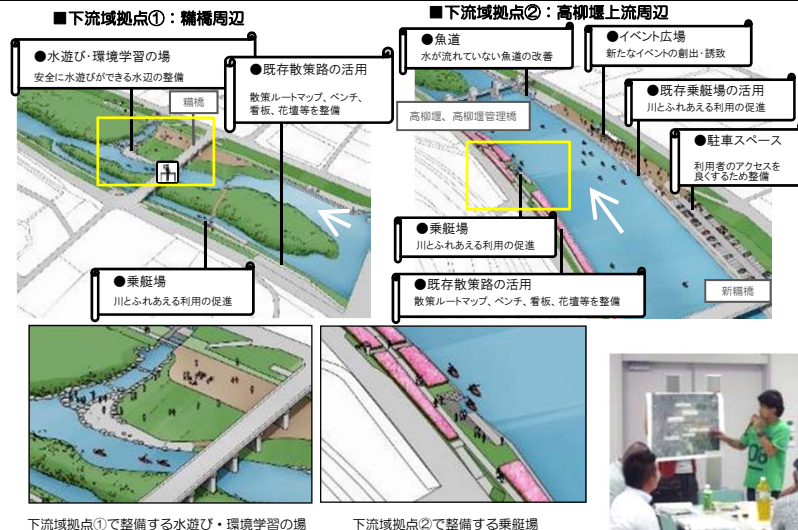 ■下流域拠点①：糯橋周辺
●水遊び・環境学習の場
安全に水遊びができる水辺の整備
糯橋
●既存散策路の活用
散策ルートマップ、ベンチ、
看板、花壇等を整備
●乗艇場
川とふれあえる利用の促進
■下流域拠点②：高柳堰上流周辺
●魚道
水が流れていない魚道の改善
●イベント広場
新たなイベントの創出・誘致
高柳堰、高柳堰管理橋
●既存乗艇場の活用
川とふれあえる利用の促進
●駐車スペース
利用者のアクセスを
良くするため整備
●乗艇場
川とふれあえる利用の促進
●既存散策路の活用
散策ルートマップ、ベンチ、看板、花壇等を整備
新糯橋
下流域拠点①で整備する水遊び・環境学習の場
下流域拠点②で整備する乗艇場